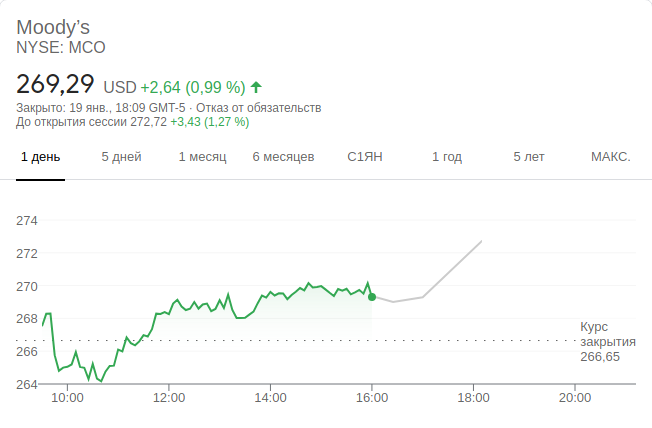 Moody’s
NYSE: MCO
269,29 USD +2,64 (0,99 %)
Закрыто: 19 янв., 18:09 GMT-5 · Отказ от обязательств
До открытия сессии 272,72 +3,43 (1,27 %)
1 день 5 дней 1 месяц 6 месяцев С1ЯН 1 год 5 лет МАКС.
274
272
270
268
266
264
Курс
закрытия
266,65
10:00 12:00 14:00 16:00 18:00 20:00